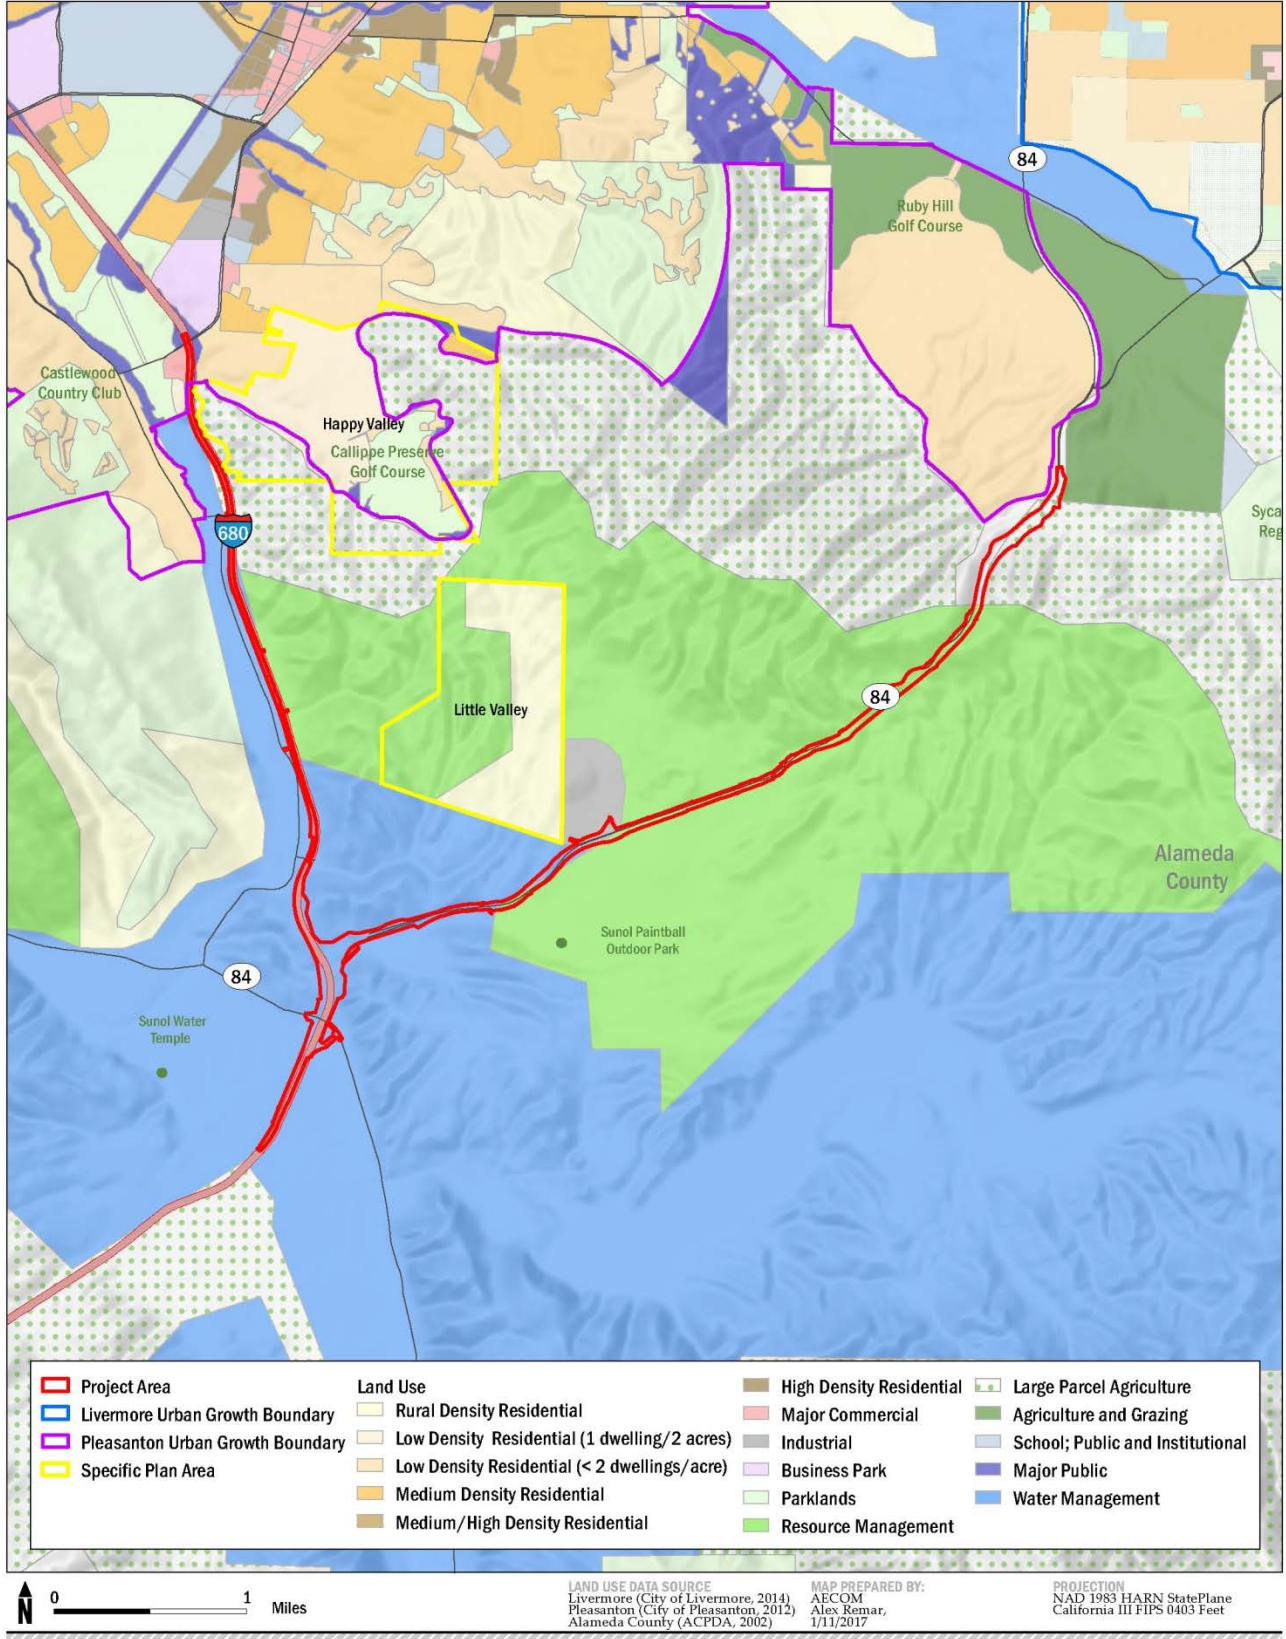 84
Ruby Hill
Golf Course
Castlewood
Country Club
Happy Valley
Callippe Preserve
Golf Course
Syca
Reg
680
84
Little Valley
Alameda
County
Sunol Paintball
Outdoor Park
84
Sunol Water
Temple
Project Area
Livermore Urban Growth Boundary
Pleasanton Urban Growth Boundary
Specific Plan Area
Land Use
Rural Density Residential
Low Density Residential (1 dwelling/2 acres)
Low Density Residential (< 2 dwellings/acre)
Medium Density Residential
Medium/High Density Residential
High Density Residential
Major Commercial
Industrial
Business Park
Parklands
Resource Management
Large Parcel Agriculture
Agriculture and Grazing
School; Public and Institutional
Major Public
Water Management
N
0 1 Miles
LAND USE DATA SOURCE
Livermore (City of Livermore, 2014)
Pleasanton (City of Pleasanton, 2012)
Alameda County (ACPDA, 2002)
MAP PREPARED BY:
AECOM
Alex Remar,
1/11/2017
PROJECTION
NAD 1983 HARN StatePlane
California III FIPS 0403 Feet